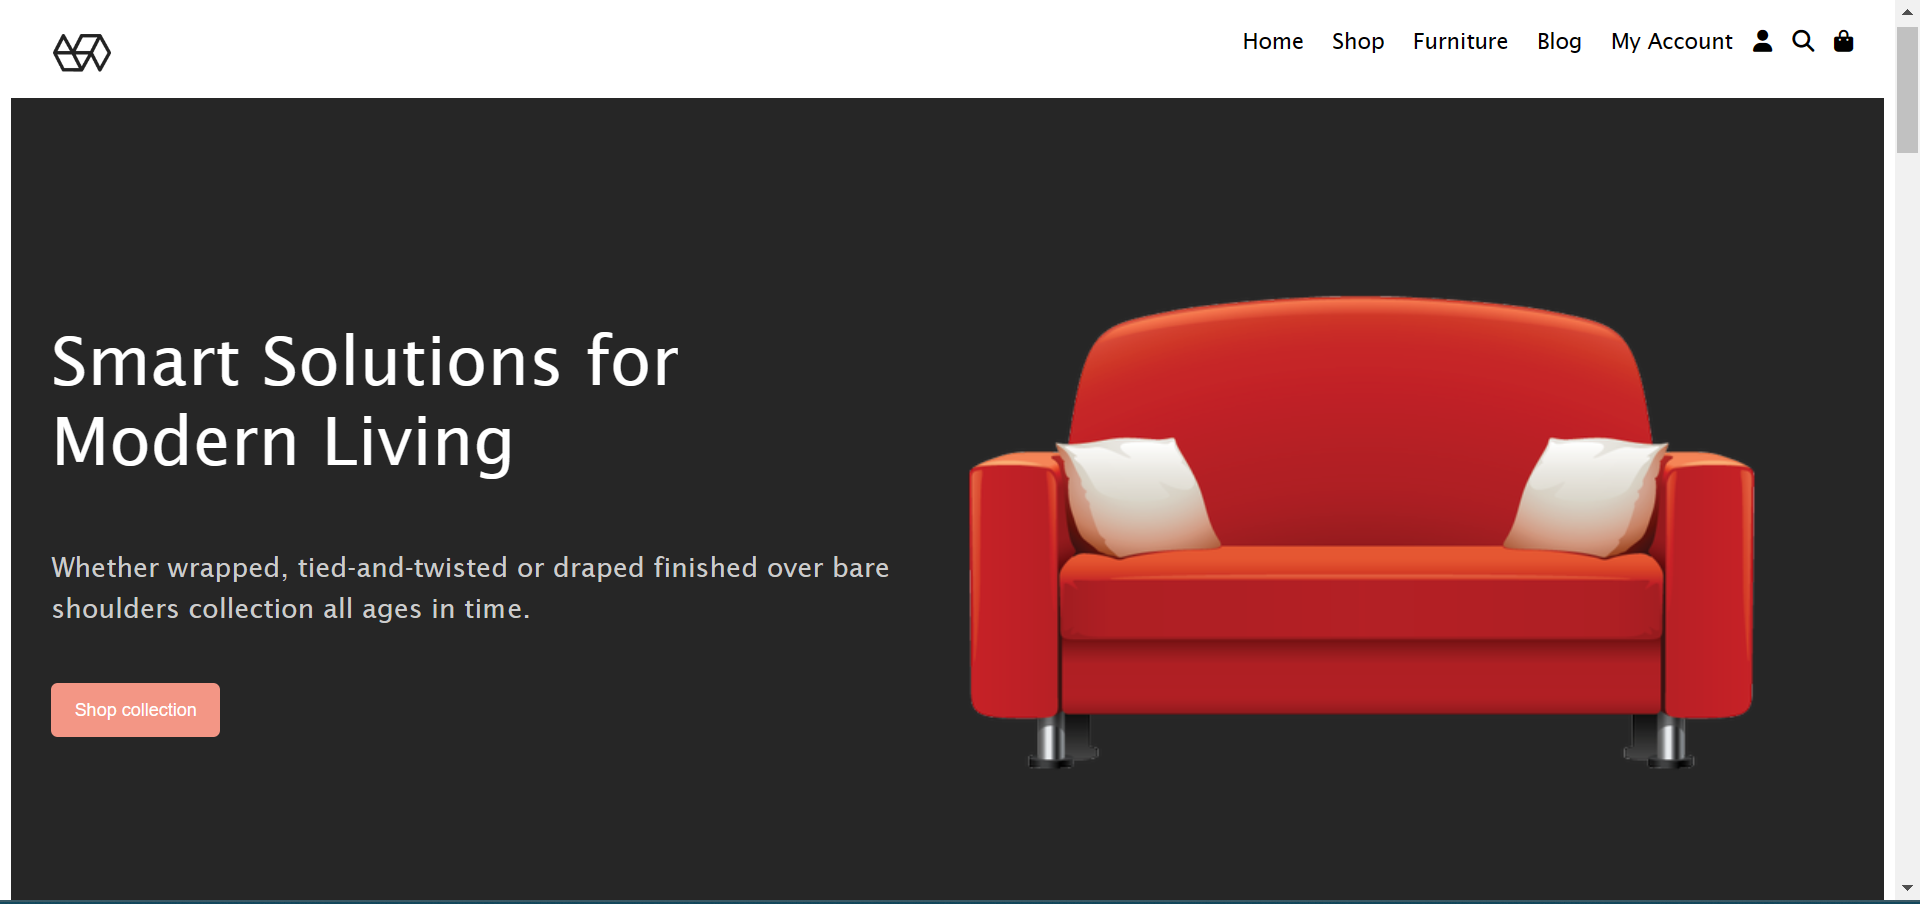 Home Shop Furniture Blog My Account
Smart Solutions for
Modern Living
Whether wrapped, tied-and-twisted or draped finished over bare
shoulders collection all ages in time.
Shop collection